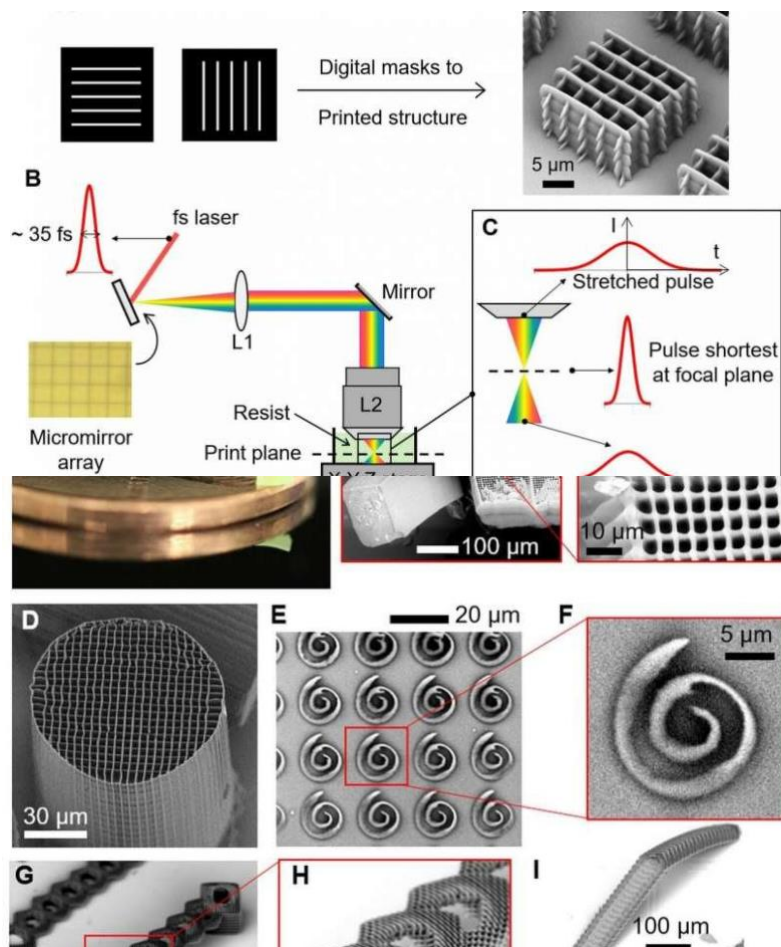 Digital masks to
Printed structure
5 µm
B
~ 35 fs
fs laser
L1
Mirror
Micromirror
array
Resist
L2
Print plane
X-Y-Z stage
C
I
t
Stretched pulse
Pulse shortest
at focal plane
100 µm
10 µm
D
30 µm
E
20 µm
F
5 µm
G
H
I
100 µm